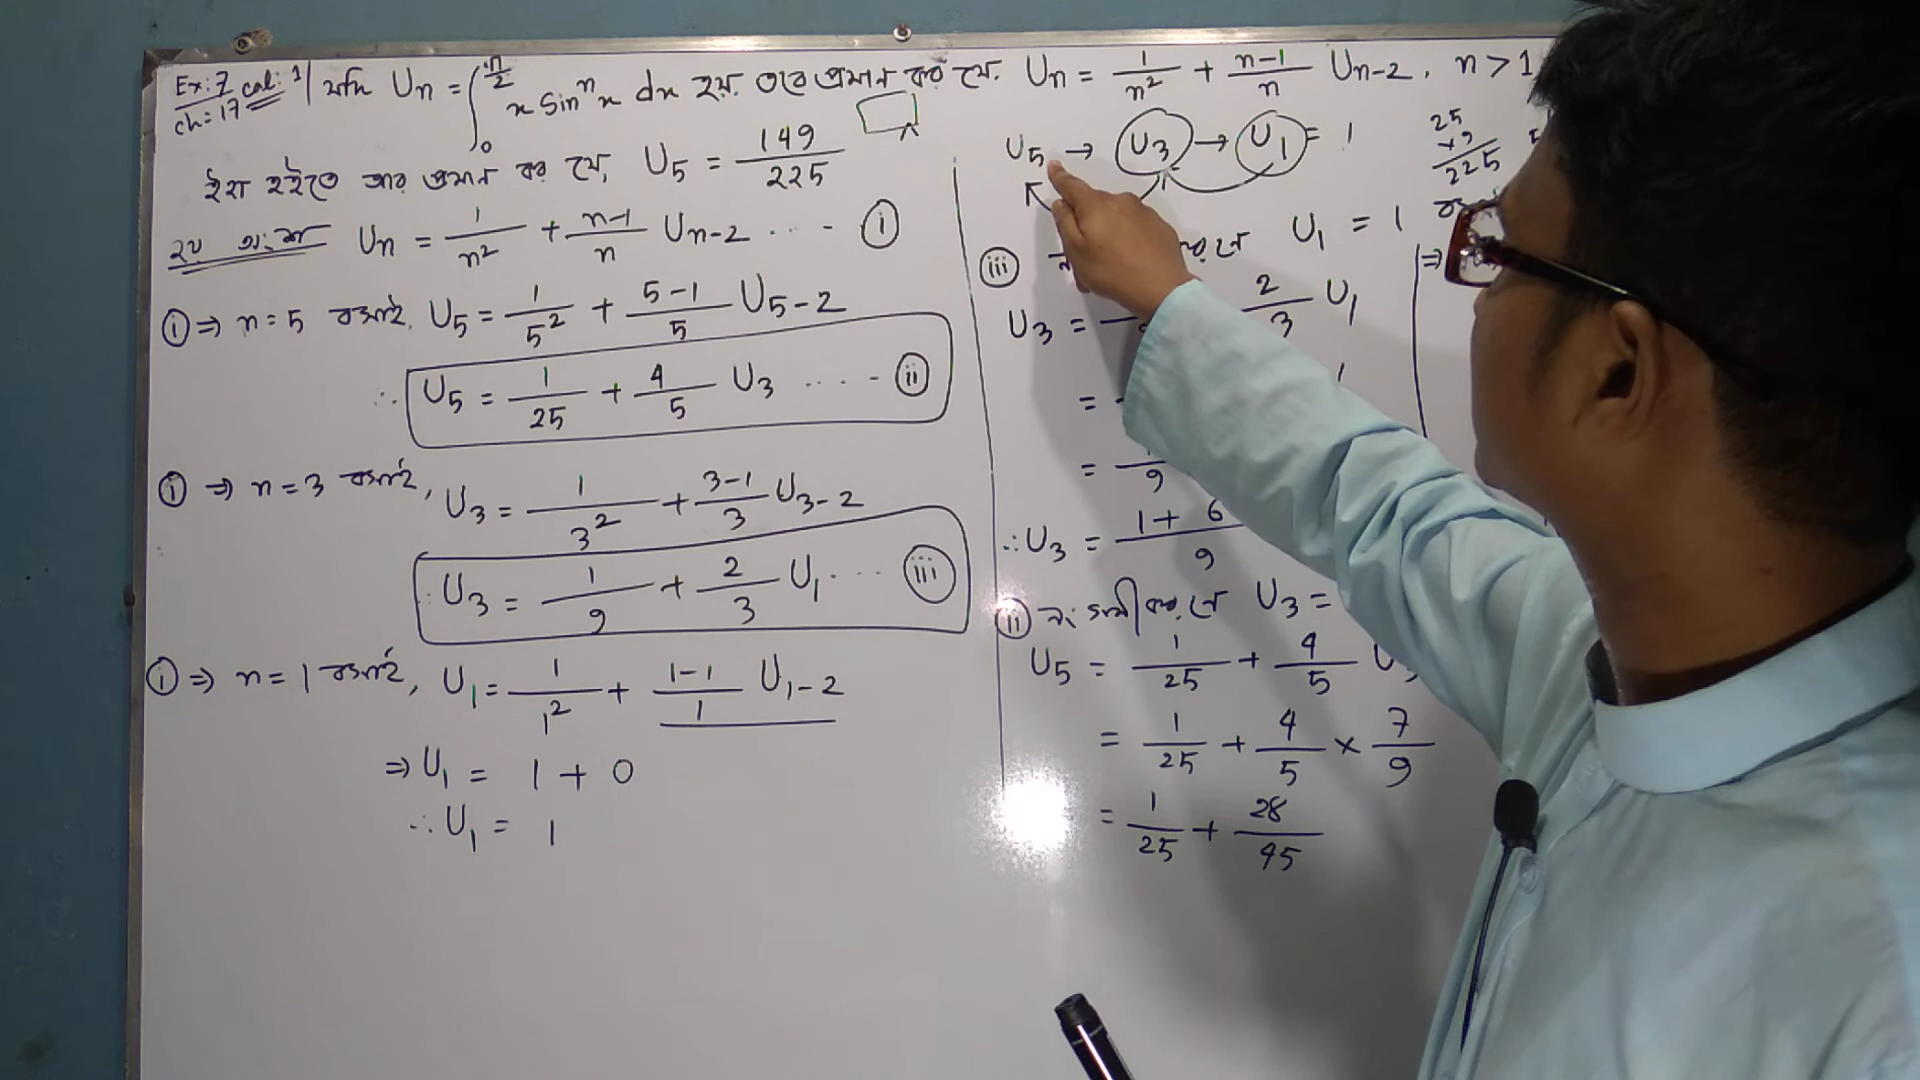 Ex: 7 cal: 1
ch: 17
যদি Uₙ = ∫₀^(π/2) x Sinⁿx dx হয়. তবে প্রমাণ কর যে. Uₙ = 1/n² + (n-1)/n Uₙ₋₂ . n > 1
ইহা হইতে আর প্রমাণ কর যে, U₅ = 149/225
২য় অংশ Uₙ = 1/n² + (n-1)/n Uₙ₋₂ ... - (i)
(i) ⇒ n = 5 বসাই, U₅ = 1/5² + (5-1)/5 U₅₋₂
∴ U₅ = 1/25 + 4/5 U₃ .... - (ii)
(i) ⇒ n = 3 বসাই, U₃ = 1/3² + (3-1)/3 U₃₋₂
∴ U₃ = 1/9 + 2/3 U₁ ... (iii)
(i) ⇒ n = 1 বসাই, U₁ = 1/1² + (1-1)/1 U₁₋₂
⇒ U₁ = 1 + 0
∴ U₁ = 1
U₅ → U₃ → U₁ = 1
25
×9
225
(iii) U₁ = 1
U₃ = 2/3 U₁
=
= 9
∴ U₃ = (1 + 6)/9
(ii) নং সমীকরণে U₃ =
U₅ = 1/25 + 4/5 U₃
= 1/25 + 4/5 × 7/9
= 1/25 + 28/45
⇒